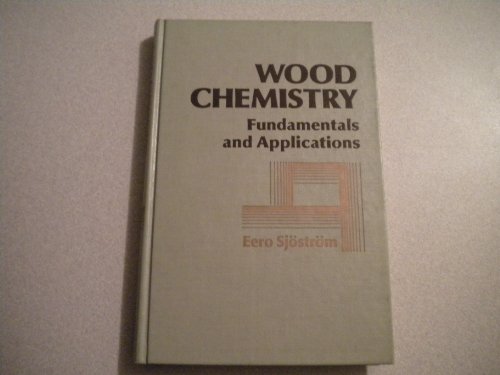 WOOD
CHEMISTRY
Fundamentals
and Applications
Eero Sjöström